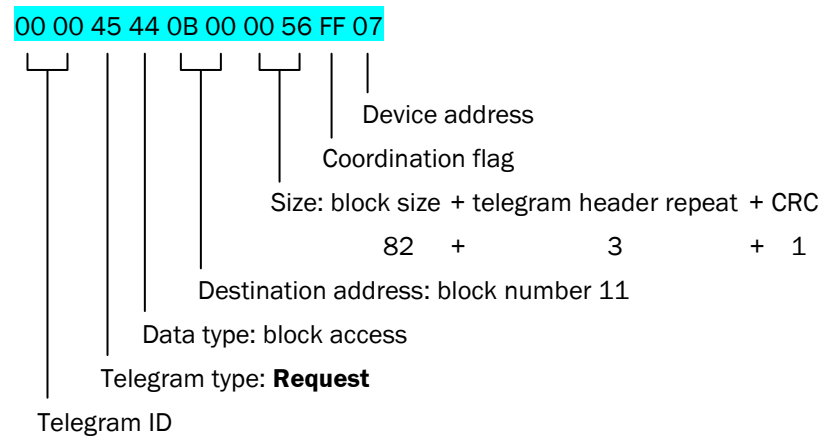 00 00 45 44 0B 00 00 56 FF 07
Device address
Coordination flag
Size: block size + telegram header repeat + CRC
82 + 3 + 1
Destination address: block number 11
Data type: block access
Telegram type: Request
Telegram ID